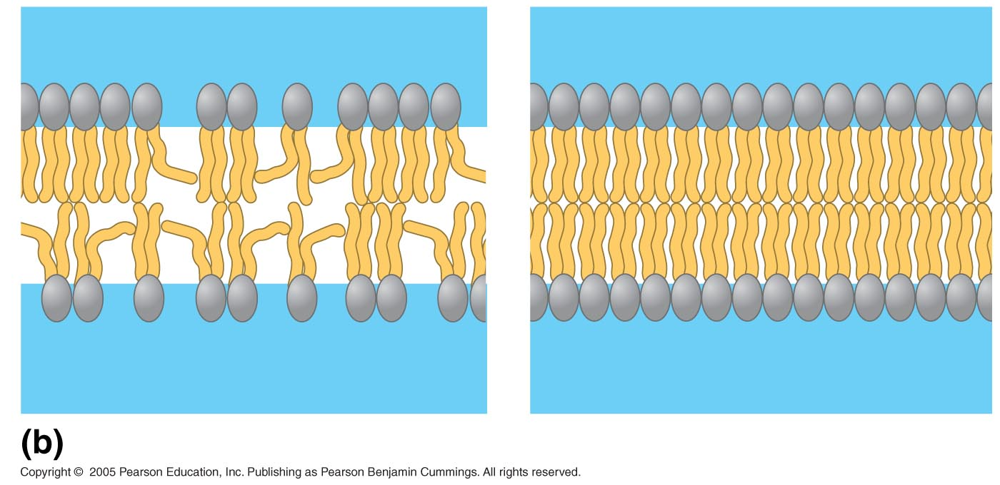 (b)
Copyright © 2005 Pearson Education, Inc. Publishing as Pearson Benjamin Cummings. All rights reserved.